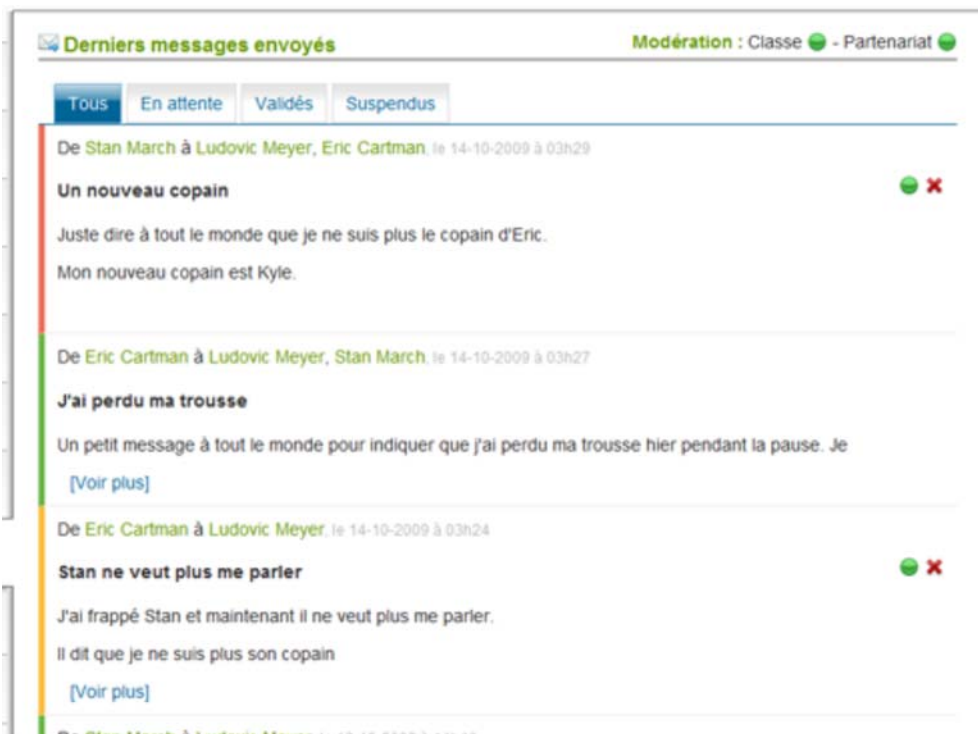 Derniers messages envoyés
Modération : Classe - Partenariat
Tous En attente Validés Suspendus
De Stan March à Ludovic Meyer, Eric Cartman, le 14-10-2009 à 03h29
Un nouveau copain
Juste dire à tout le monde que je ne suis plus le copain d'Eric.
Mon nouveau copain est Kyle.
De Eric Cartman à Ludovic Meyer, Stan March, le 14-10-2009 à 03h27
J'ai perdu ma trousse
Un petit message à tout le monde pour indiquer que j'ai perdu ma trousse hier pendant la pause. Je
[Voir plus]
De Eric Cartman à Ludovic Meyer, le 14-10-2009 à 03h24
Stan ne veut plus me parler
J'ai frappé Stan et maintenant il ne veut plus me parler.
Il dit que je ne suis plus son copain
[Voir plus]